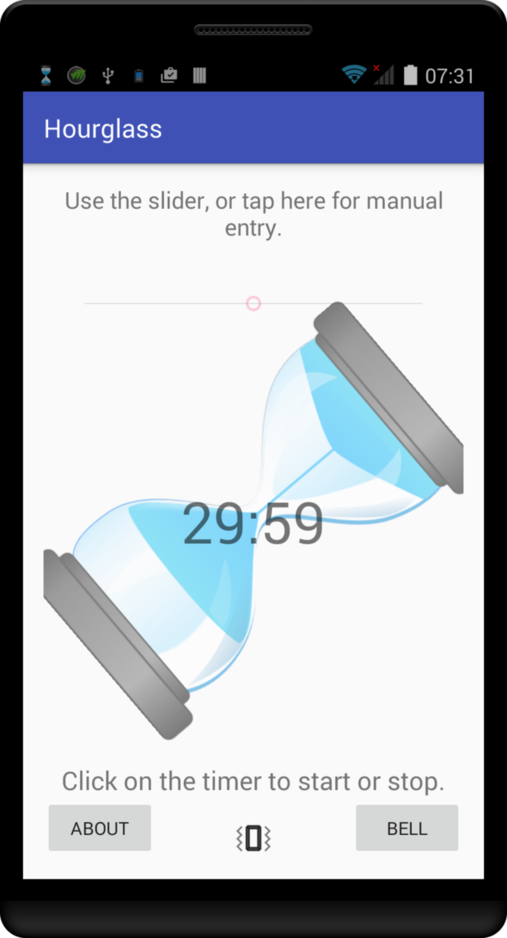 07:31
Hourglass
Use the slider, or tap here for manual
entry.
29:59
Click on the timer to start or stop.
ABOUT
BELL